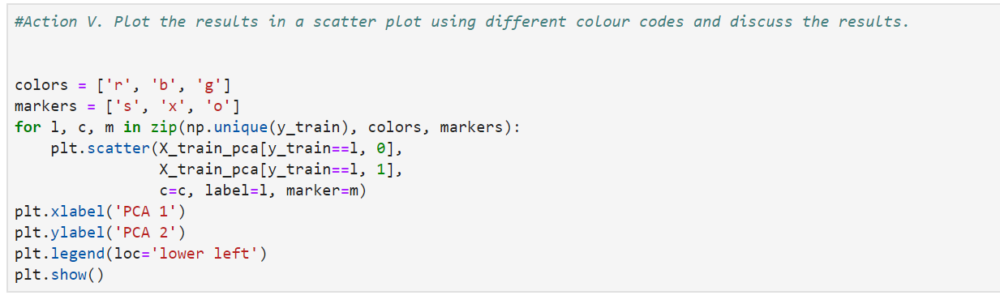 #Action V. Plot the results in a scatter plot using different colour codes and discuss the results.
colors = ['r', 'b', 'g']
markers = ['s', 'x', 'o']
for l, c, m in zip(np.unique(y_train), colors, markers):
    plt.scatter(X_train_pca[y_train==l, 0],
                X_train_pca[y_train==l, 1],
                c=c, label=l, marker=m)
plt.xlabel('PCA 1')
plt.ylabel('PCA 2')
plt.legend(loc='lower left')
plt.show()